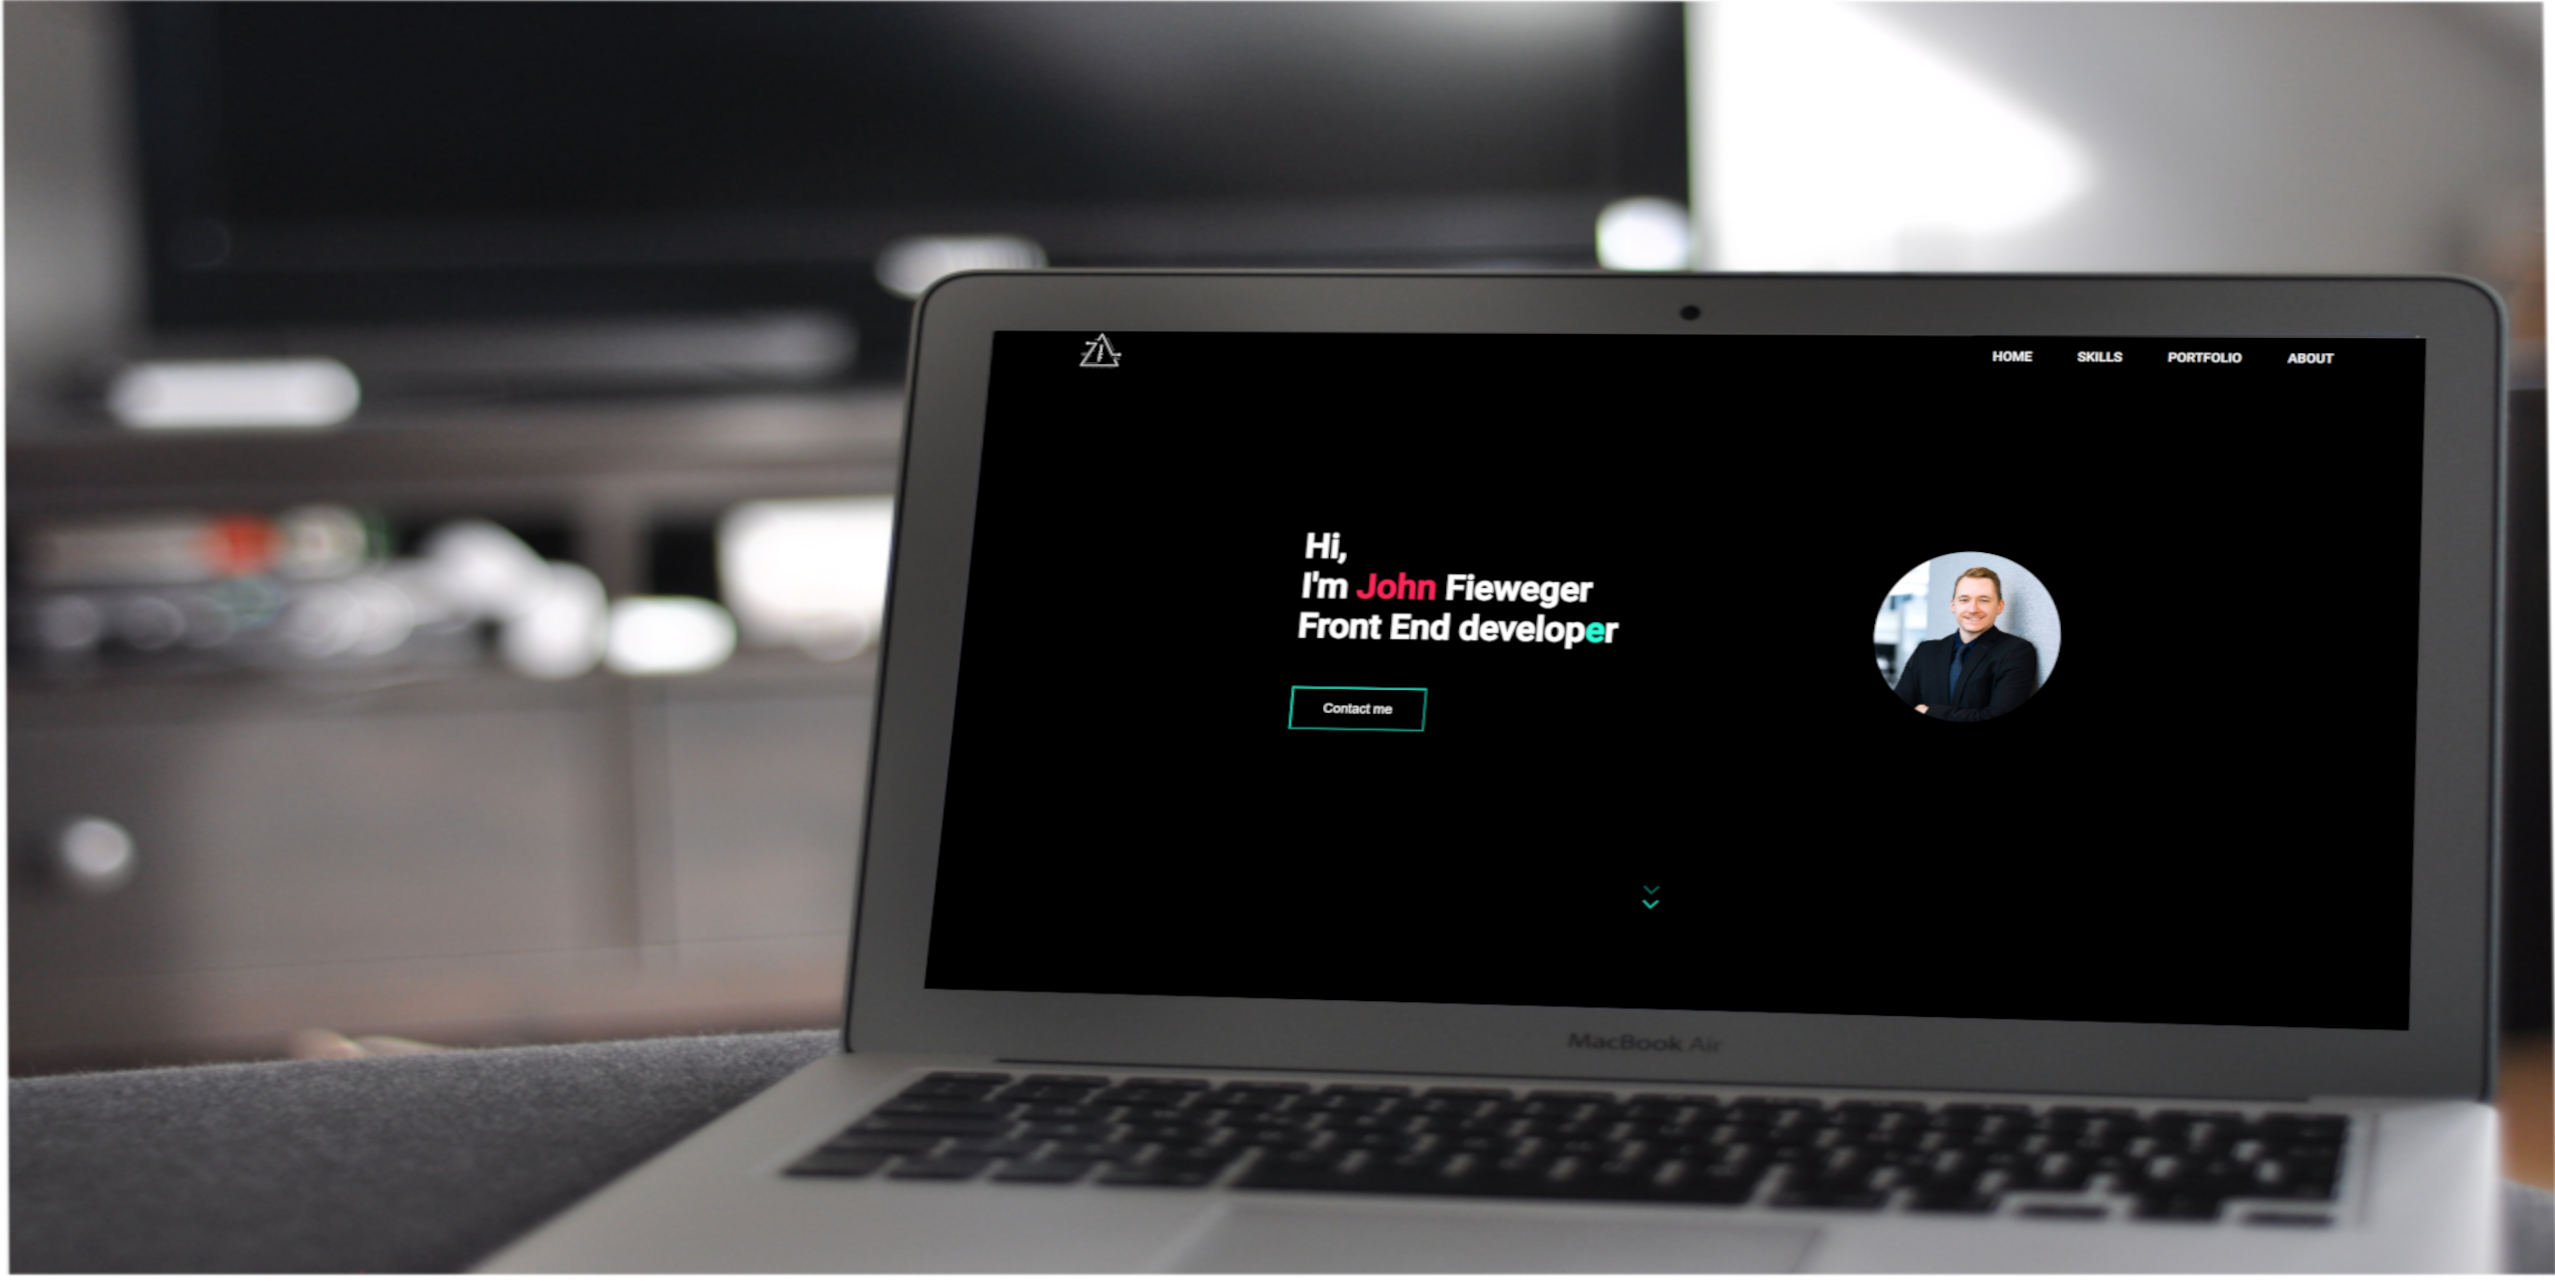 HOME SKILLS PORTFOLIO ABOUT
Hi,
I'm John Fieweger
Front End developer
Contact me
MacBook Air